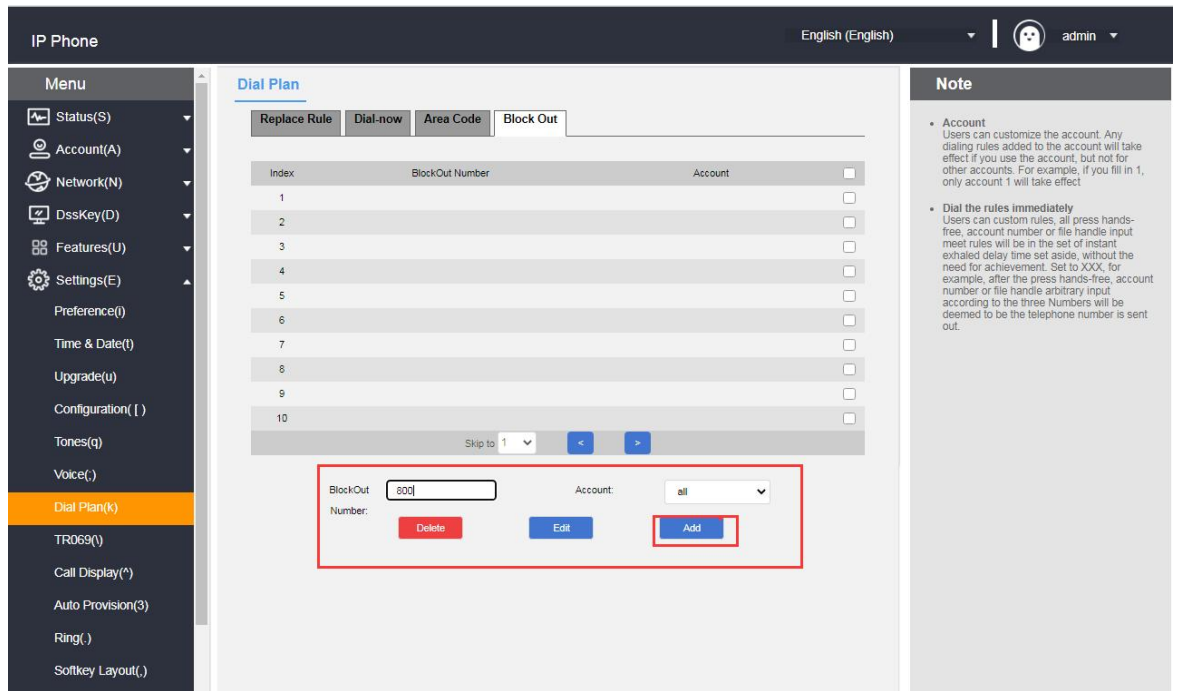 IP Phone
English (English)
admin
Menu
Status(S)
Account(A)
Network(N)
DssKey(D)
Features(U)
Settings(E)
Preference(i)
Time & Date(t)
Upgrade(u)
Configuration( [ )
Tones(q)
Voice(;)
Dial Plan(k)
TR069(\)
Call Display(^)
Auto Provision(3)
Ring(.)
Softkey Layout(,)
Dial Plan
Replace Rule Dial-now Area Code Block Out
Index BlockOut Number Account
1
2
3
4
5
6
7
8
9
10
Skip to 1 < >
BlockOut Number: 800 Account: all
Delete Edit Add
Note
Account
Users can customize the account. Any
dialing rules added to the account will take
effect if you use the account, but not for
other accounts. For example, if you fill in 1,
only account 1 will take effect
Dial the rules immediately
Users can custom rules, all press hands-
free, account number or file handle input
meet rules will be in the set of instant
exhaled delay time set aside, without the
need for achievement. Set to XXX, for
example, after the press hands-free, account
number or file handle arbitrary input
according to the three Numbers will be
deemed to be the telephone number is sent
out.